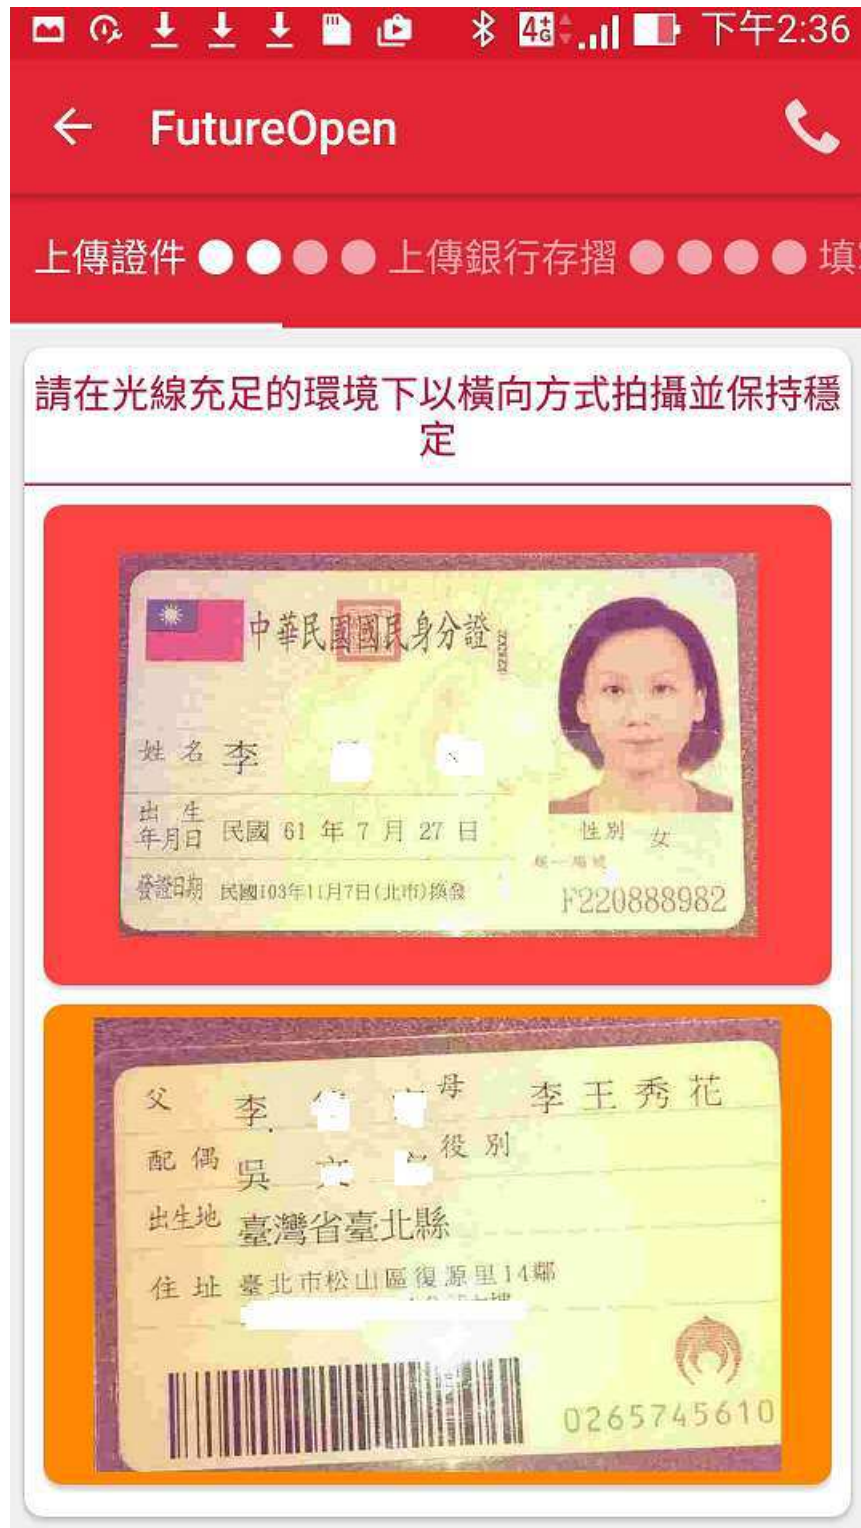 下午2:36
FutureOpen
上傳證件 上傳銀行存摺 填
請在光線充足的環境下以橫向方式拍攝並保持穩
定
中華民國國民身分證
姓名 李
出生
年月日 民國 61 年 7 月 27 日
性別 女
統一編號
發證日期 民國103年11月7日(北市)換發
F220888982
父 李 母 李王秀花
配偶 吳 役別
出生地 臺灣省臺北縣
住址 臺北市松山區復源里14鄰
0265745610